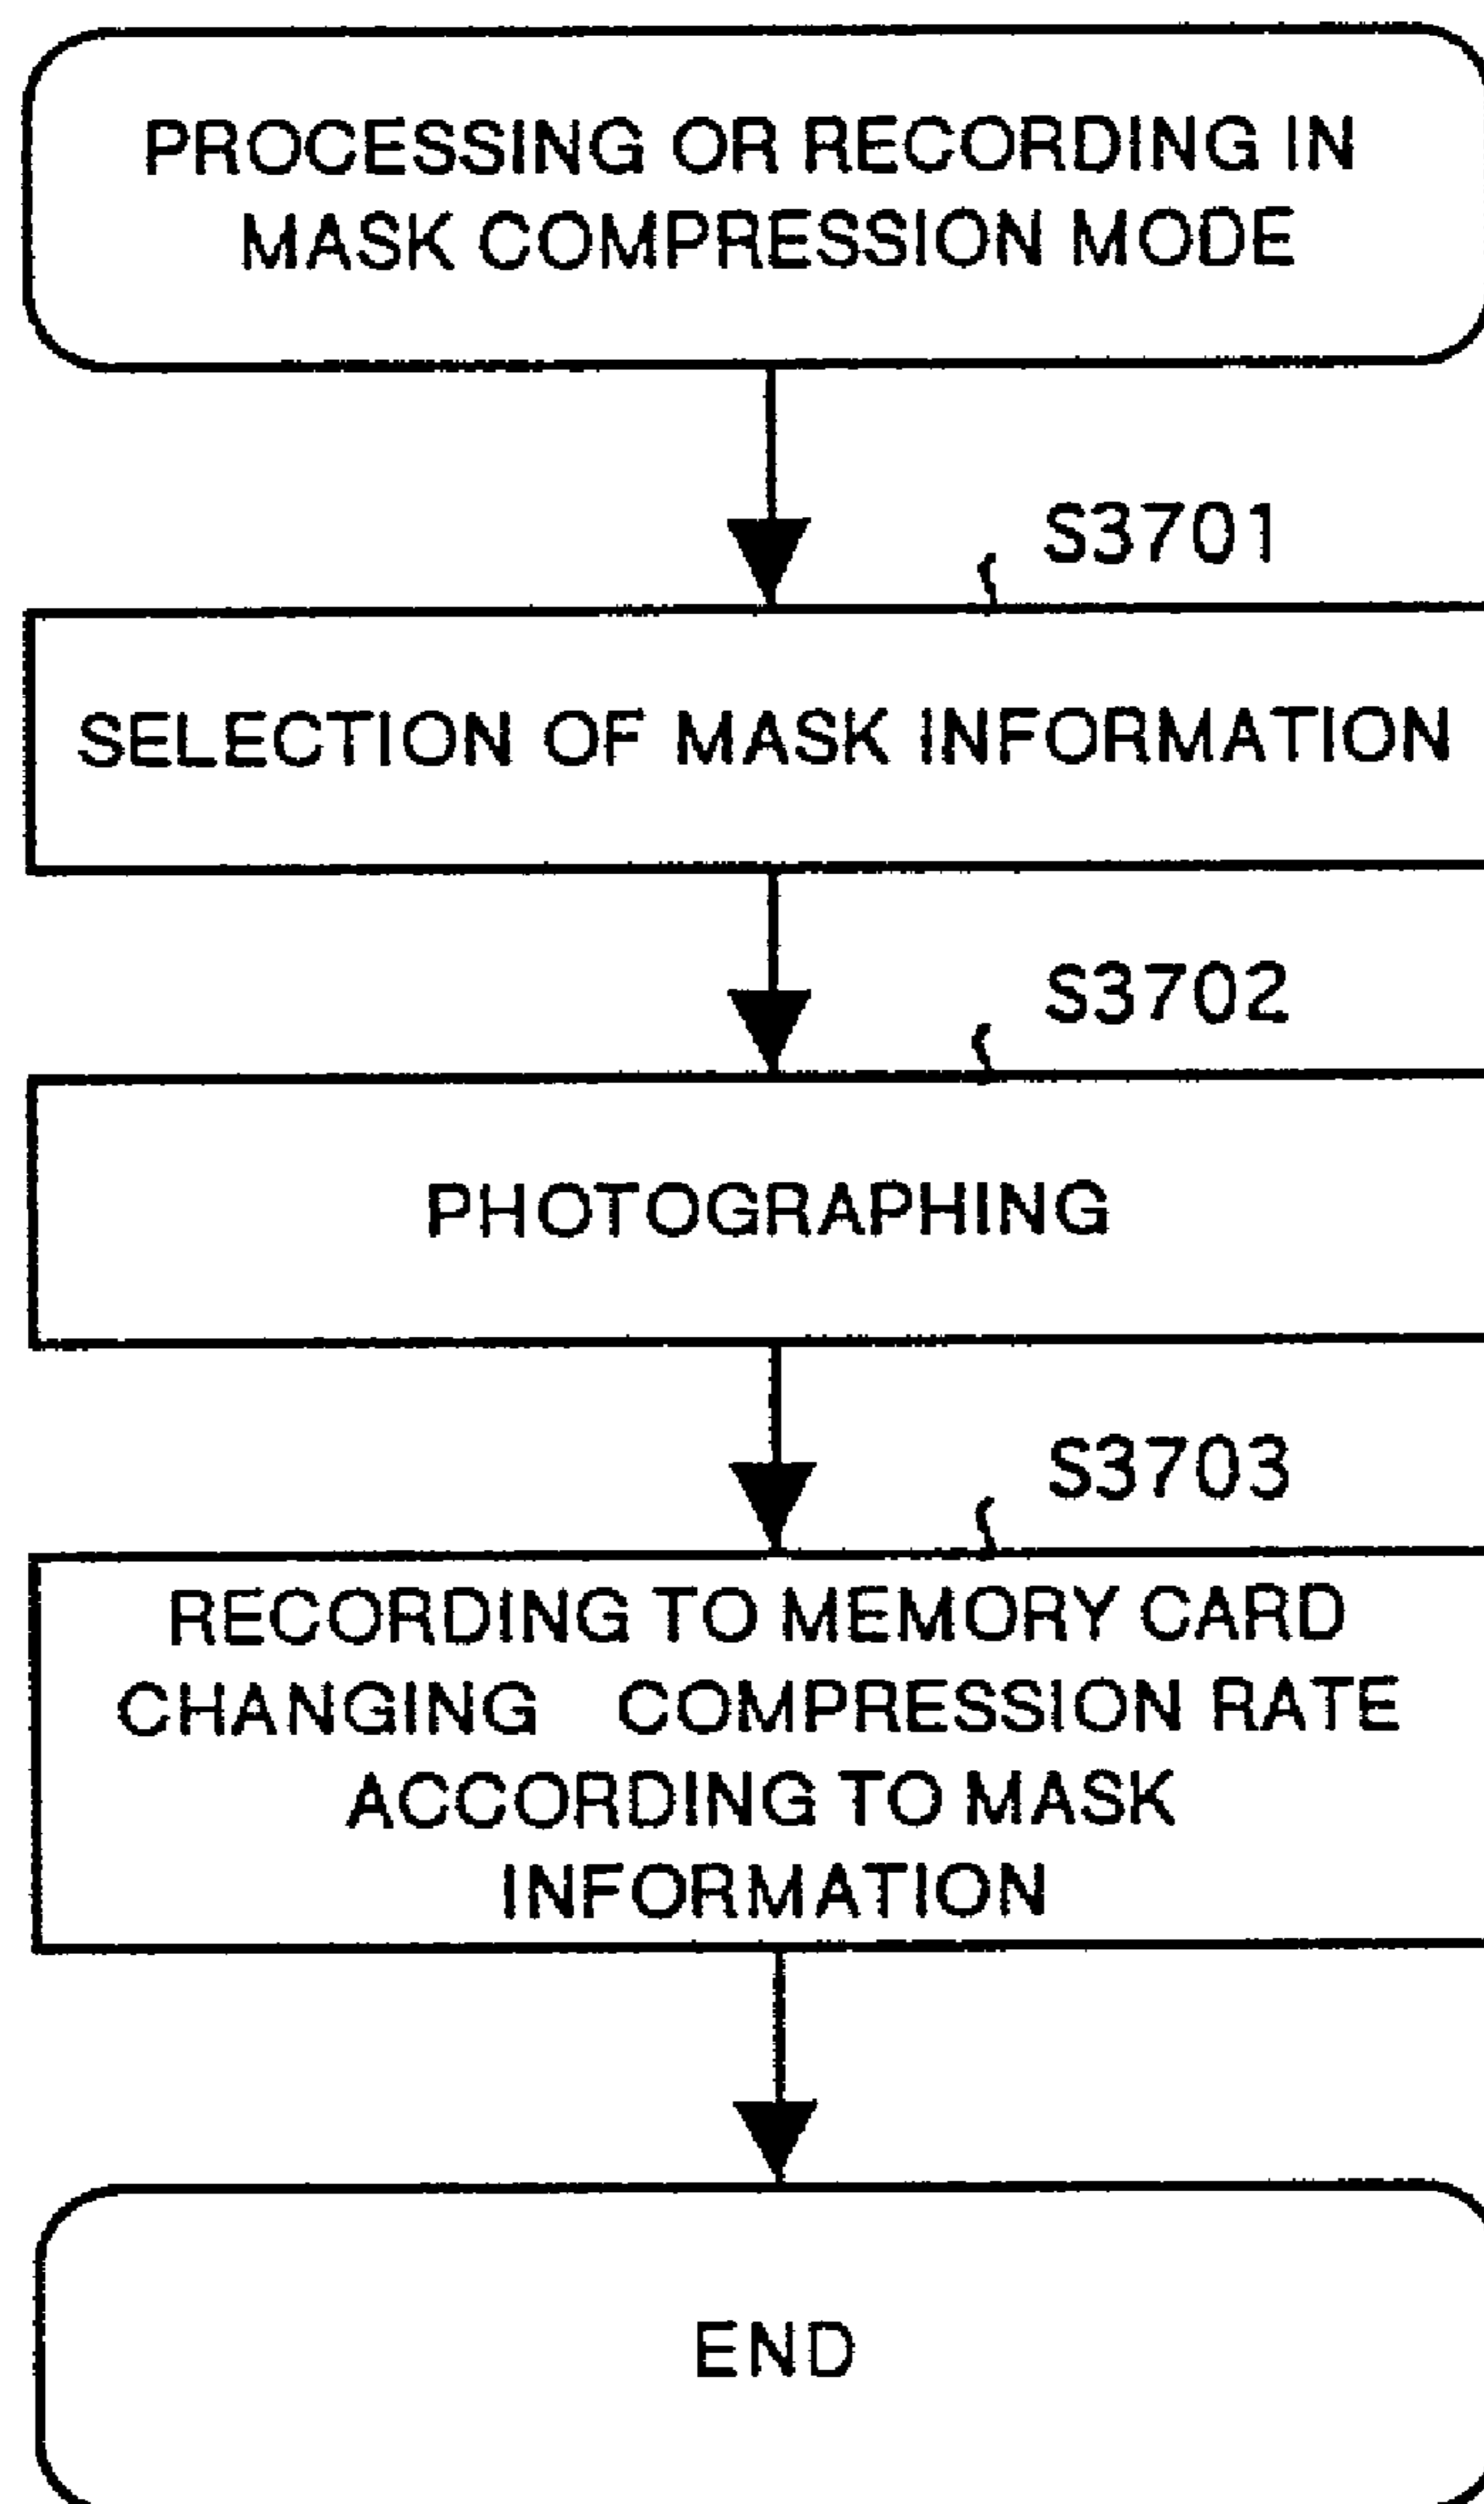 PROCESSING OR RECORDING IN
MASK COMPRESSION MODE
S3701
SELECTION OF MASK INFORMATION
S3702
PHOTOGRAPHING
S3703
RECORDING TO MEMORY CARD
CHANGING COMPRESSION RATE
ACCORDING TO MASK
INFORMATION
END